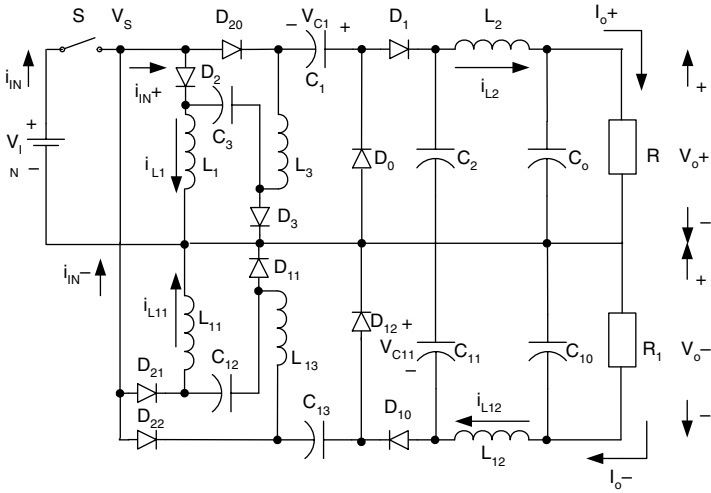 S V_S D_20 – V_C1 + D_1 L_2 I_o+
i_IN D_2 C_1 i_L2 +
i_IN+
+ V_I N – C_3
i_L1 L_1 L_3 D_0 C_2 C_o R V_o+
D_3 –
i_IN– D_11 +
i_L11 L_11 D_12 +
C_12 L_13 V_C11 – C_11 C_10 R_1 V_o–
D_21
D_22 C_13 D_10 i_L12 –
L_12 I_o–